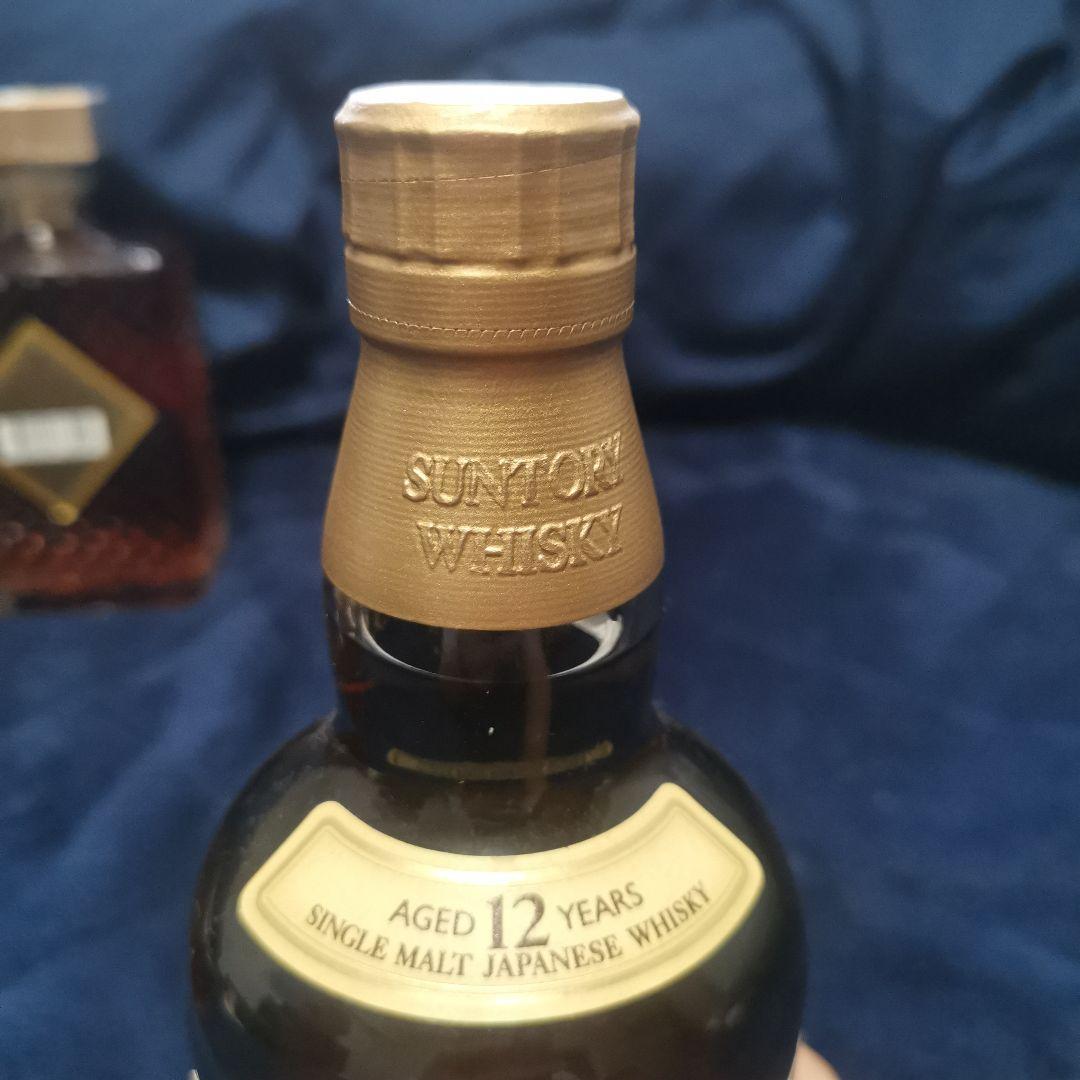 SUNTORY
WHISKY
AGED 12 YEARS
SINGLE MALT JAPANESE WHISKY